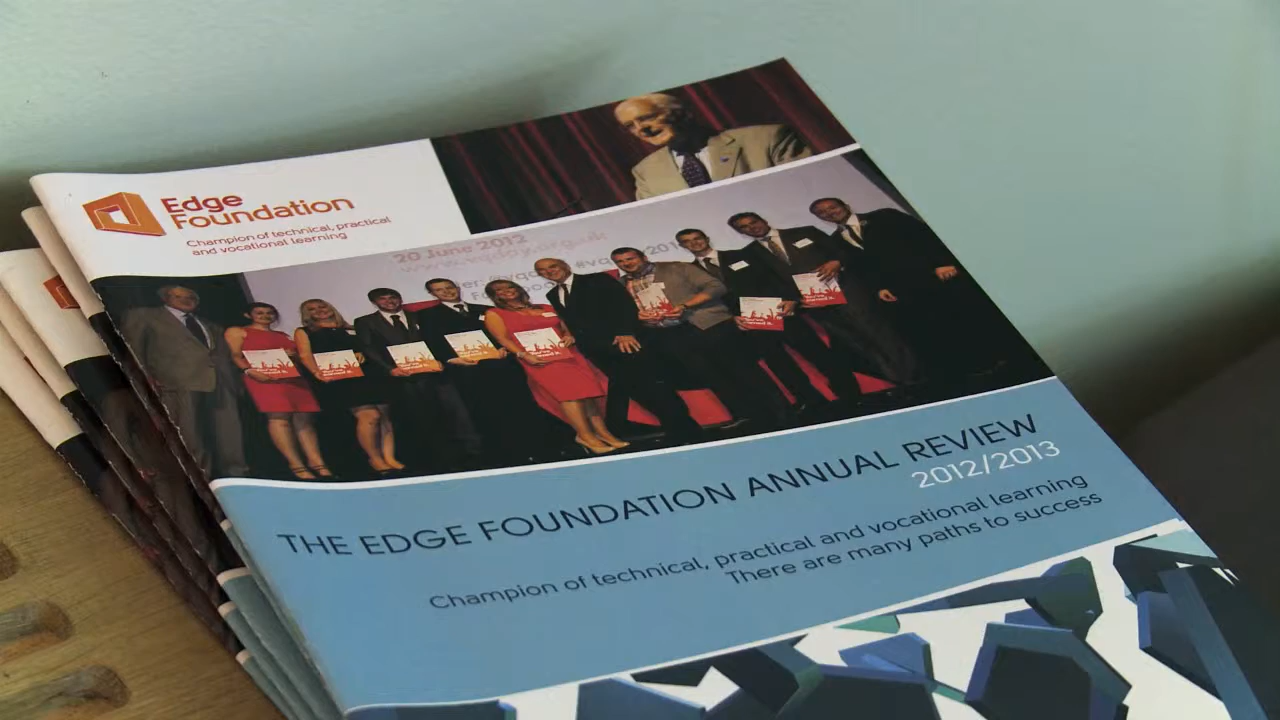 Edge
Foundation
Champion of technical, practical
and vocational learning
20 June 2012
THE EDGE FOUNDATION ANNUAL REVIEW
2012/2013
Champion of technical, practical and vocational learning
There are many paths to success